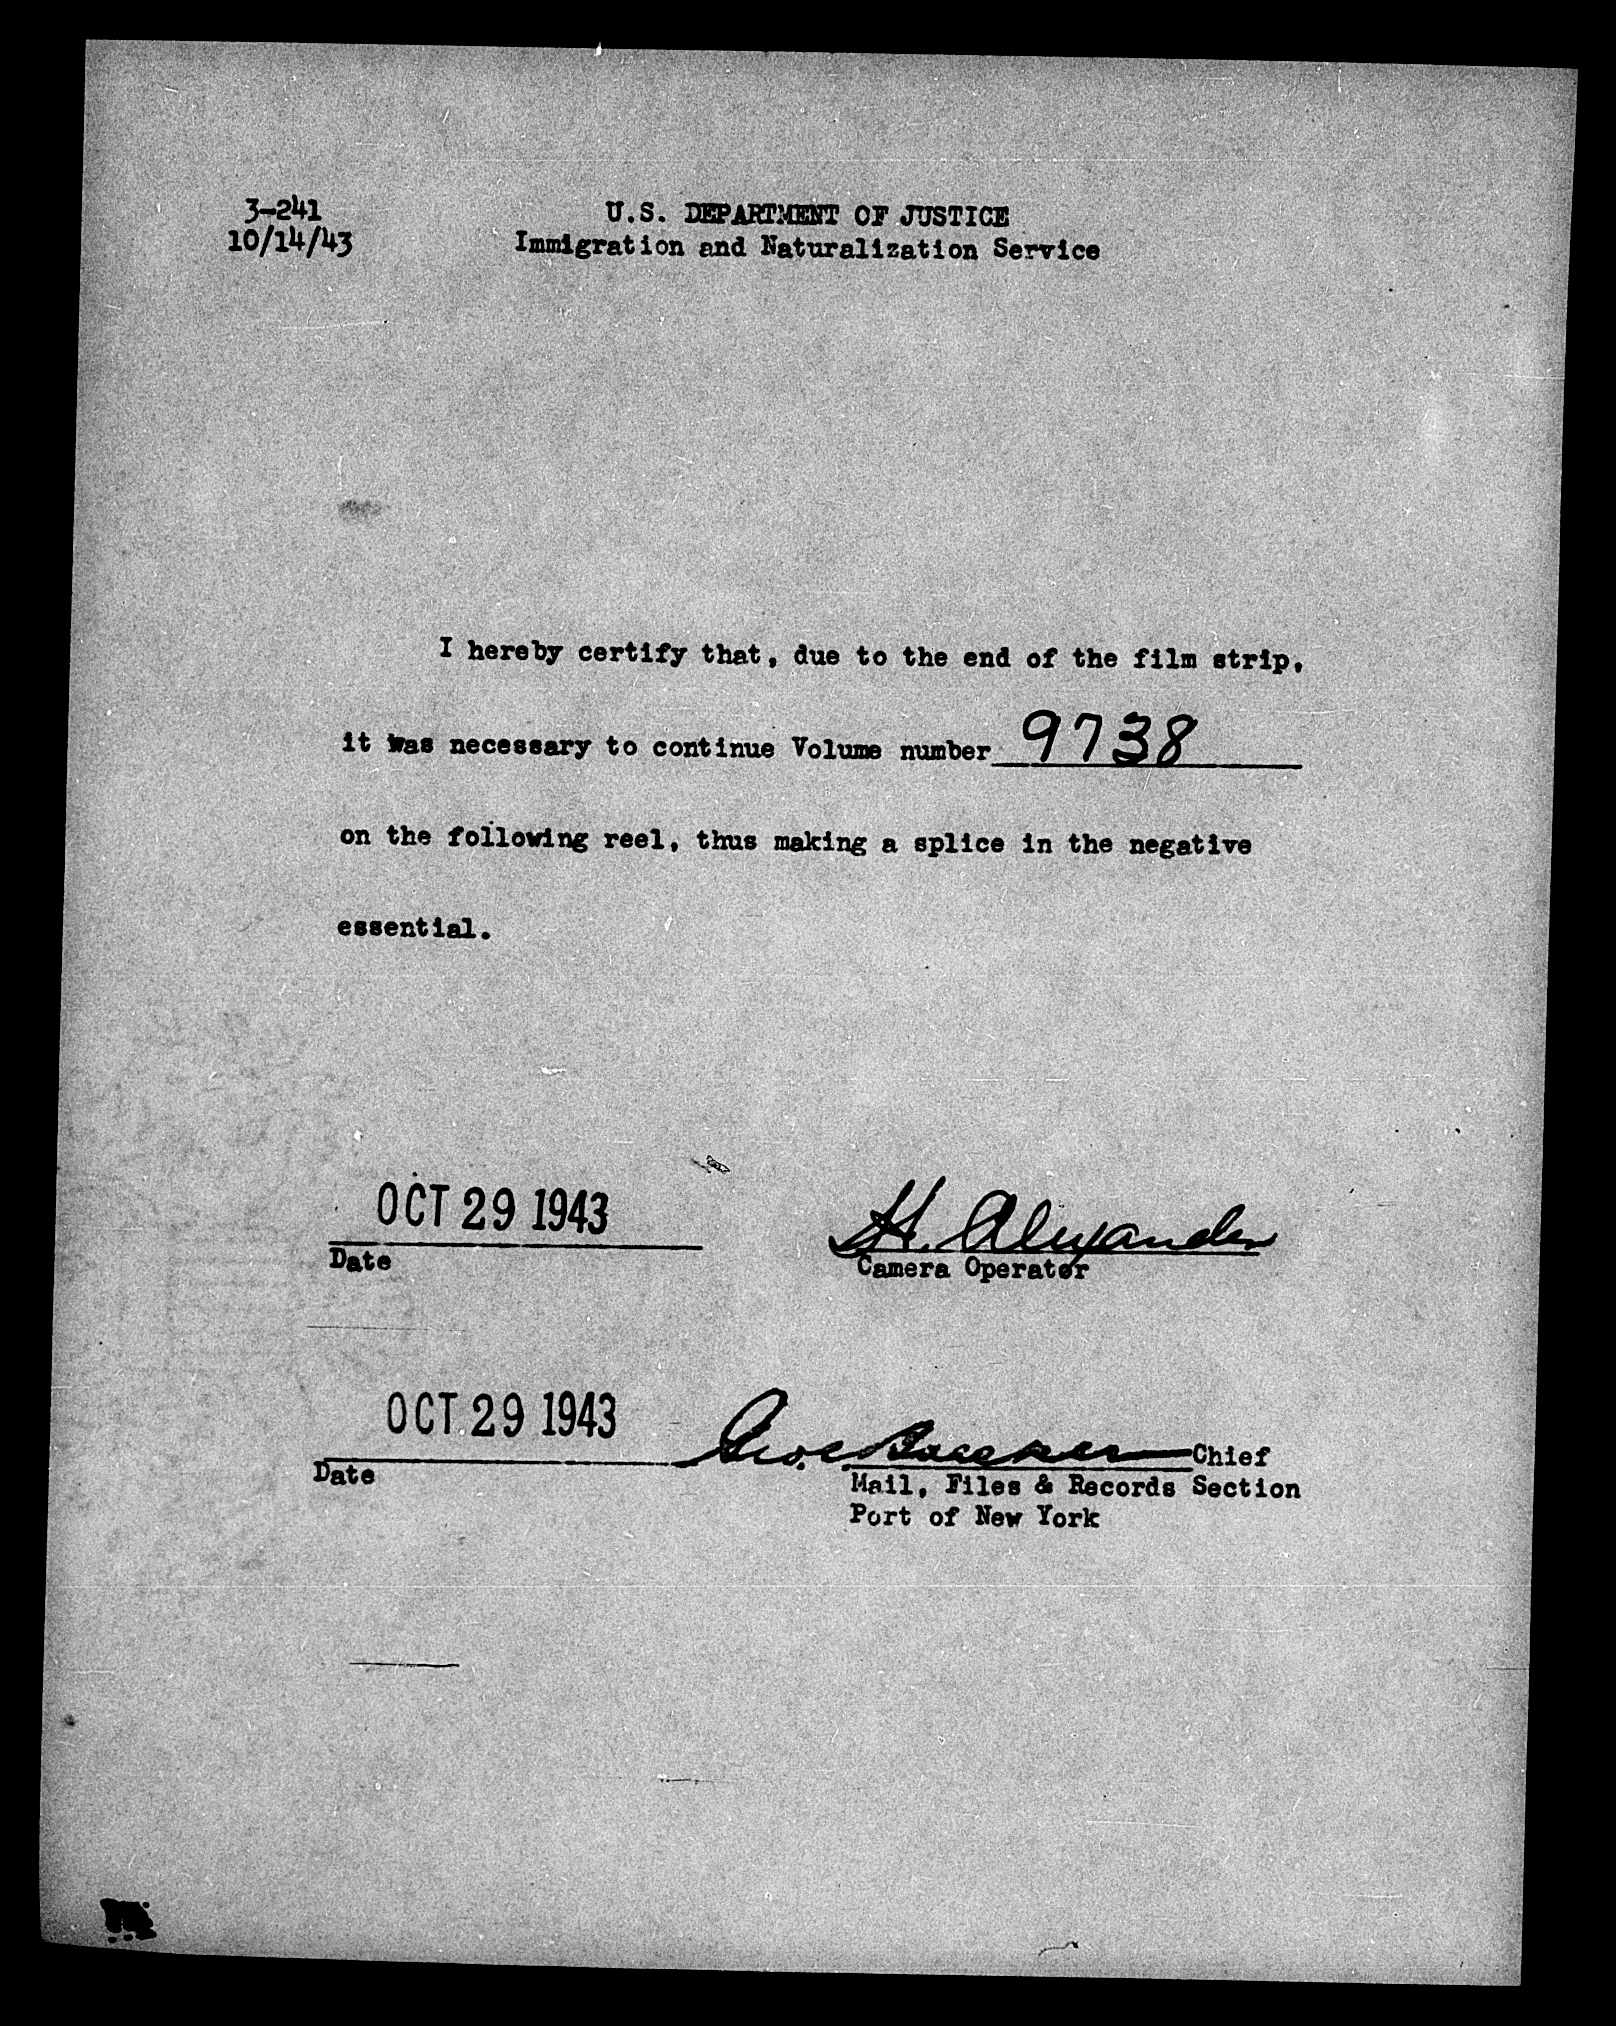 3-241
10/14/43
U.S. DEPARTMENT OF JUSTICE
Immigration and Naturalization Service
I hereby certify that, due to the end of the film strip,
it was necessary to continue Volume number 9738
on the following reel, thus making a splice in the negative
essential.
OCT 29 1943
Date
H. Alexander
Camera Operator
OCT 29 1943
Date
Chief
Mail, Files & Records Section
Port of New York